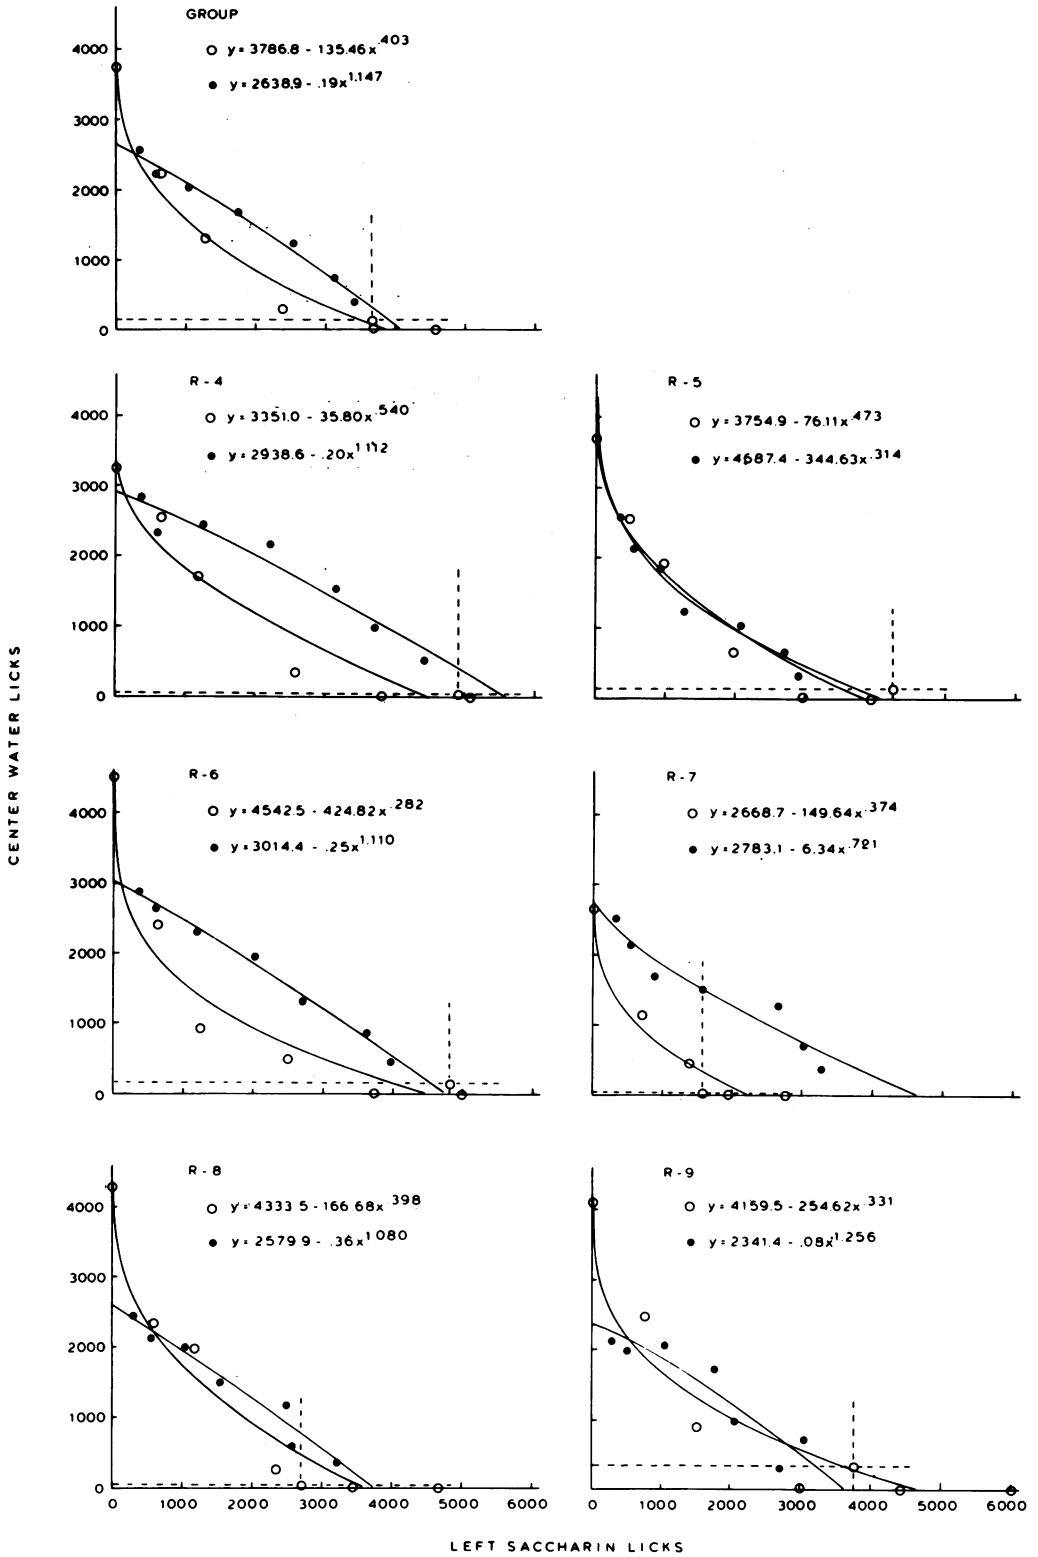 GROUP
y = 3786.8 - 135.46x^.403
y = 2638.9 - .19x^1.147
4000
3000
2000
1000
0
R - 4
y = 3351.0 - 35.80x^.540
y = 2938.6 - .20x^1.112
4000
3000
2000
1000
0
R - 5
y = 3754.9 - 76.11x^.473
y = 4687.4 - 344.63x^.314
R - 6
y = 4542.5 - 424.82x^.282
y = 3014.4 - .25x^1.110
4000
3000
2000
1000
0
R - 7
y = 2668.7 - 149.64x^.374
y = 2783.1 - 6.34x^.721
R - 8
y = 4333.5 - 166.68x^.398
y = 2579.9 - .36x^1.080
4000
3000
2000
1000
0
0 1000 2000 3000 4000 5000 6000
R - 9
y = 4159.5 - 254.62x^.331
y = 2341.4 - .08x^1.256
0 1000 2000 3000 4000 5000 6000
CENTER WATER LICKS
LEFT SACCHARIN LICKS